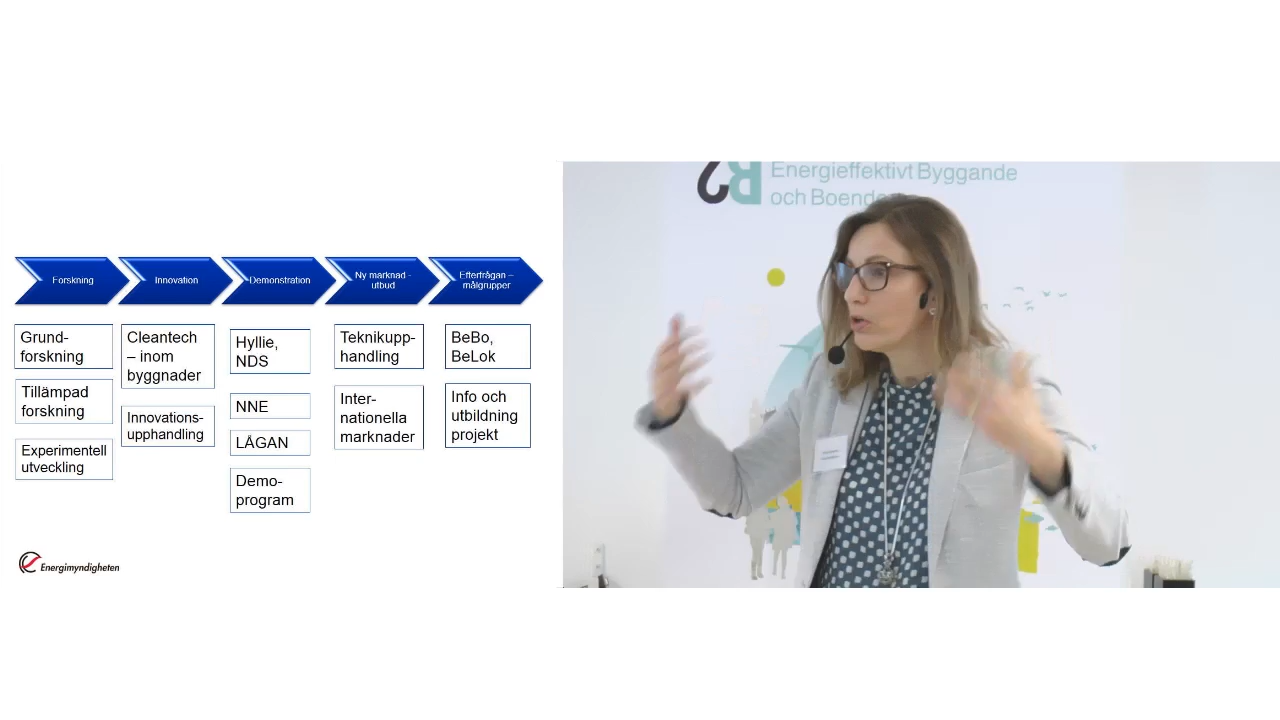 Forskning
Innovation
Demonstration
Ny marknad -
utbud
Efterfrågan –
målgrupper
Grund-
forskning
Tillämpad
forskning
Experimentell
utveckling
Cleantech
– inom
byggnader
Innovations-
upphandling
Hyllie,
NDS
NNE
LÅGAN
Demo-
program
Teknikupp-
handling
Inter-
nationella
marknader
BeBo,
BeLok
Info och
utbildning
projekt
Energimyndigheten
Energieffektivt Byggande
och Boende